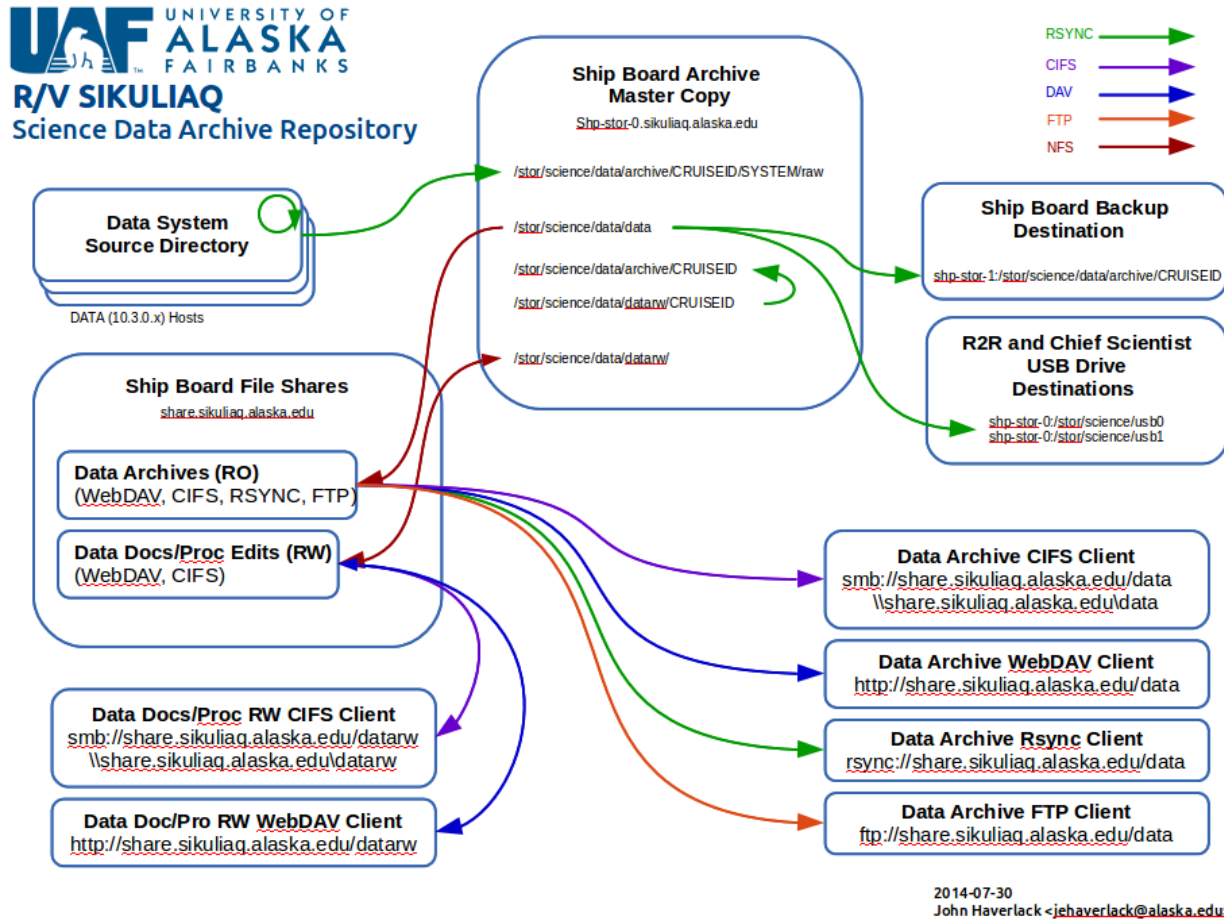 UAF UNIVERSITY OF
ALASKA
FAIRBANKS
R/V SIKULIAQ
Science Data Archive Repository
RSYNC
CIFS
DAV
FTP
NFS
Ship Board Archive
Master Copy
Shp-stor-0.sikuliaq.alaska.edu
/stor/science/data/archive/CRUISEID/SYSTEM/raw
/stor/science/data/data
/stor/science/data/archive/CRUISEID
/stor/science/data/datarw/CRUISEID
/stor/science/data/datarw/
Data System
Source Directory
DATA (10.3.0.x) Hosts
Ship Board Backup
Destination
shp-stor-1:/stor/science/data/archive/CRUISEID
R2R and Chief Scientist
USB Drive
Destinations
shp-stor-0:/stor/science/usb0
shp-stor-0:/stor/science/usb1
Ship Board File Shares
share.sikuliaq.alaska.edu
Data Archives (RO)
(WebDAV, CIFS, RSYNC, FTP)
Data Docs/Proc Edits (RW)
(WebDAV, CIFS)
Data Archive CIFS Client
smb://share.sikuliaq.alaska.edu/data
\\share.sikuliaq.alaska.edu\data
Data Archive WebDAV Client
http://share.sikuliaq.alaska.edu/data
Data Archive Rsync Client
rsync://share.sikuliaq.alaska.edu/data
Data Archive FTP Client
ftp://share.sikuliaq.alaska.edu/data
Data Docs/Proc RW CIFS Client
smb://share.sikuliaq.alaska.edu/datarw
\\share.sikuliaq.alaska.edu\datarw
Data Doc/Pro RW WebDAV Client
http://share.sikuliaq.alaska.edu/datarw
2014-07-30
John Haverlack <jehaverlack@alaska.edu